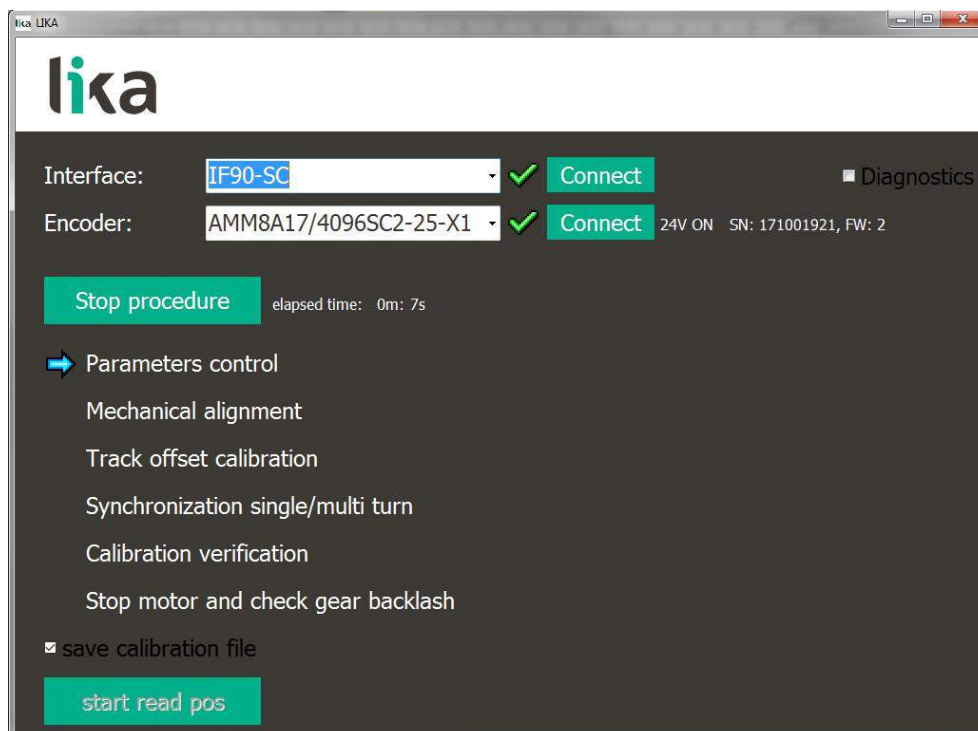 lika LIKA
lika
Interface: IF90-SC Connect Diagnostics
Encoder: AMM8A17/4096SC2-25-X1 Connect 24V ON SN: 171001921, FW: 2
Stop procedure elapsed time: 0m: 7s
Parameters control
Mechanical alignment
Track offset calibration
Synchronization single/multi turn
Calibration verification
Stop motor and check gear backlash
save calibration file
start read pos